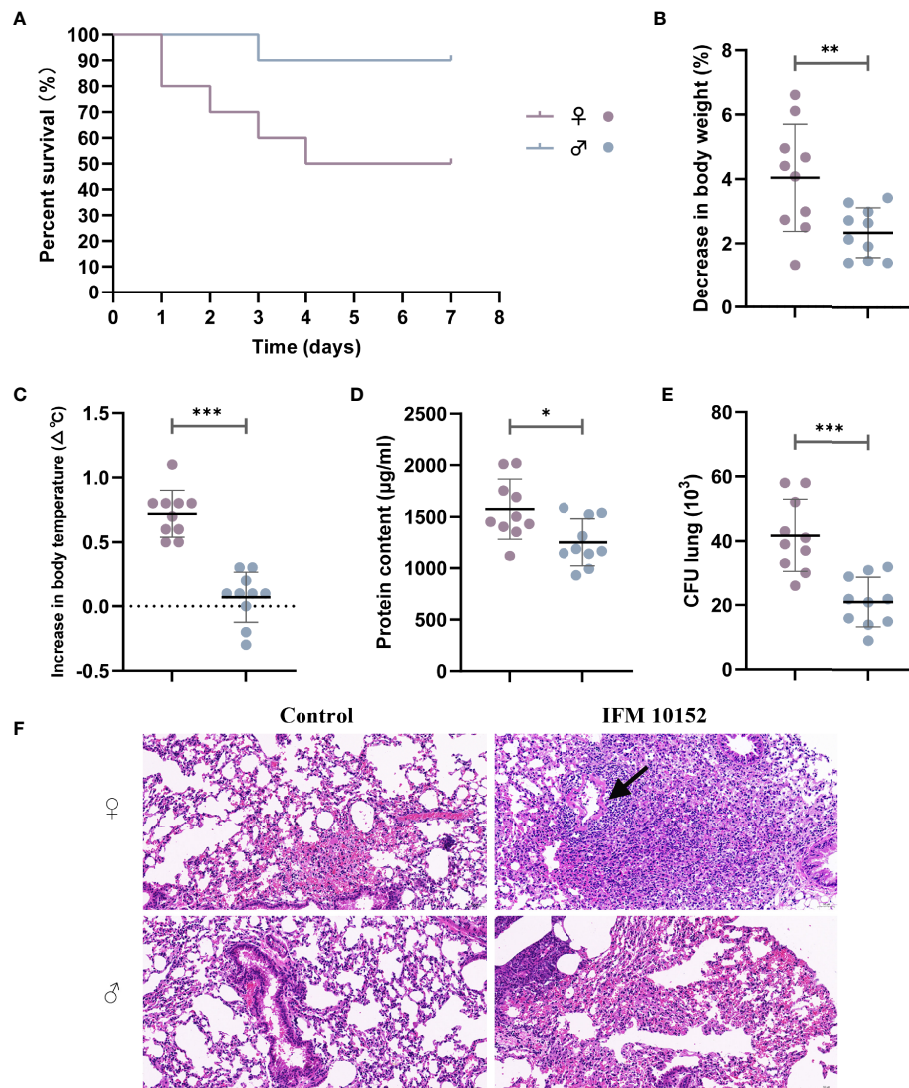 A
Percent survival (%)
100
90
80
70
60
50
40
30
20
10
0
0 1 2 3 4 5 6 7 8
Time (days)
♀
♂
B
Decrease in body weight (%)
8
6
4
2
0
**
C
Increase in body temperature (△℃)
1.5
1.0
0.5
0.0
-0.5
***
D
Protein content (μg/ml)
2500
2000
1500
1000
500
0
*
E
CFU lung (10³)
80
60
40
20
0
***
F
Control IFM 10152
♀
♂